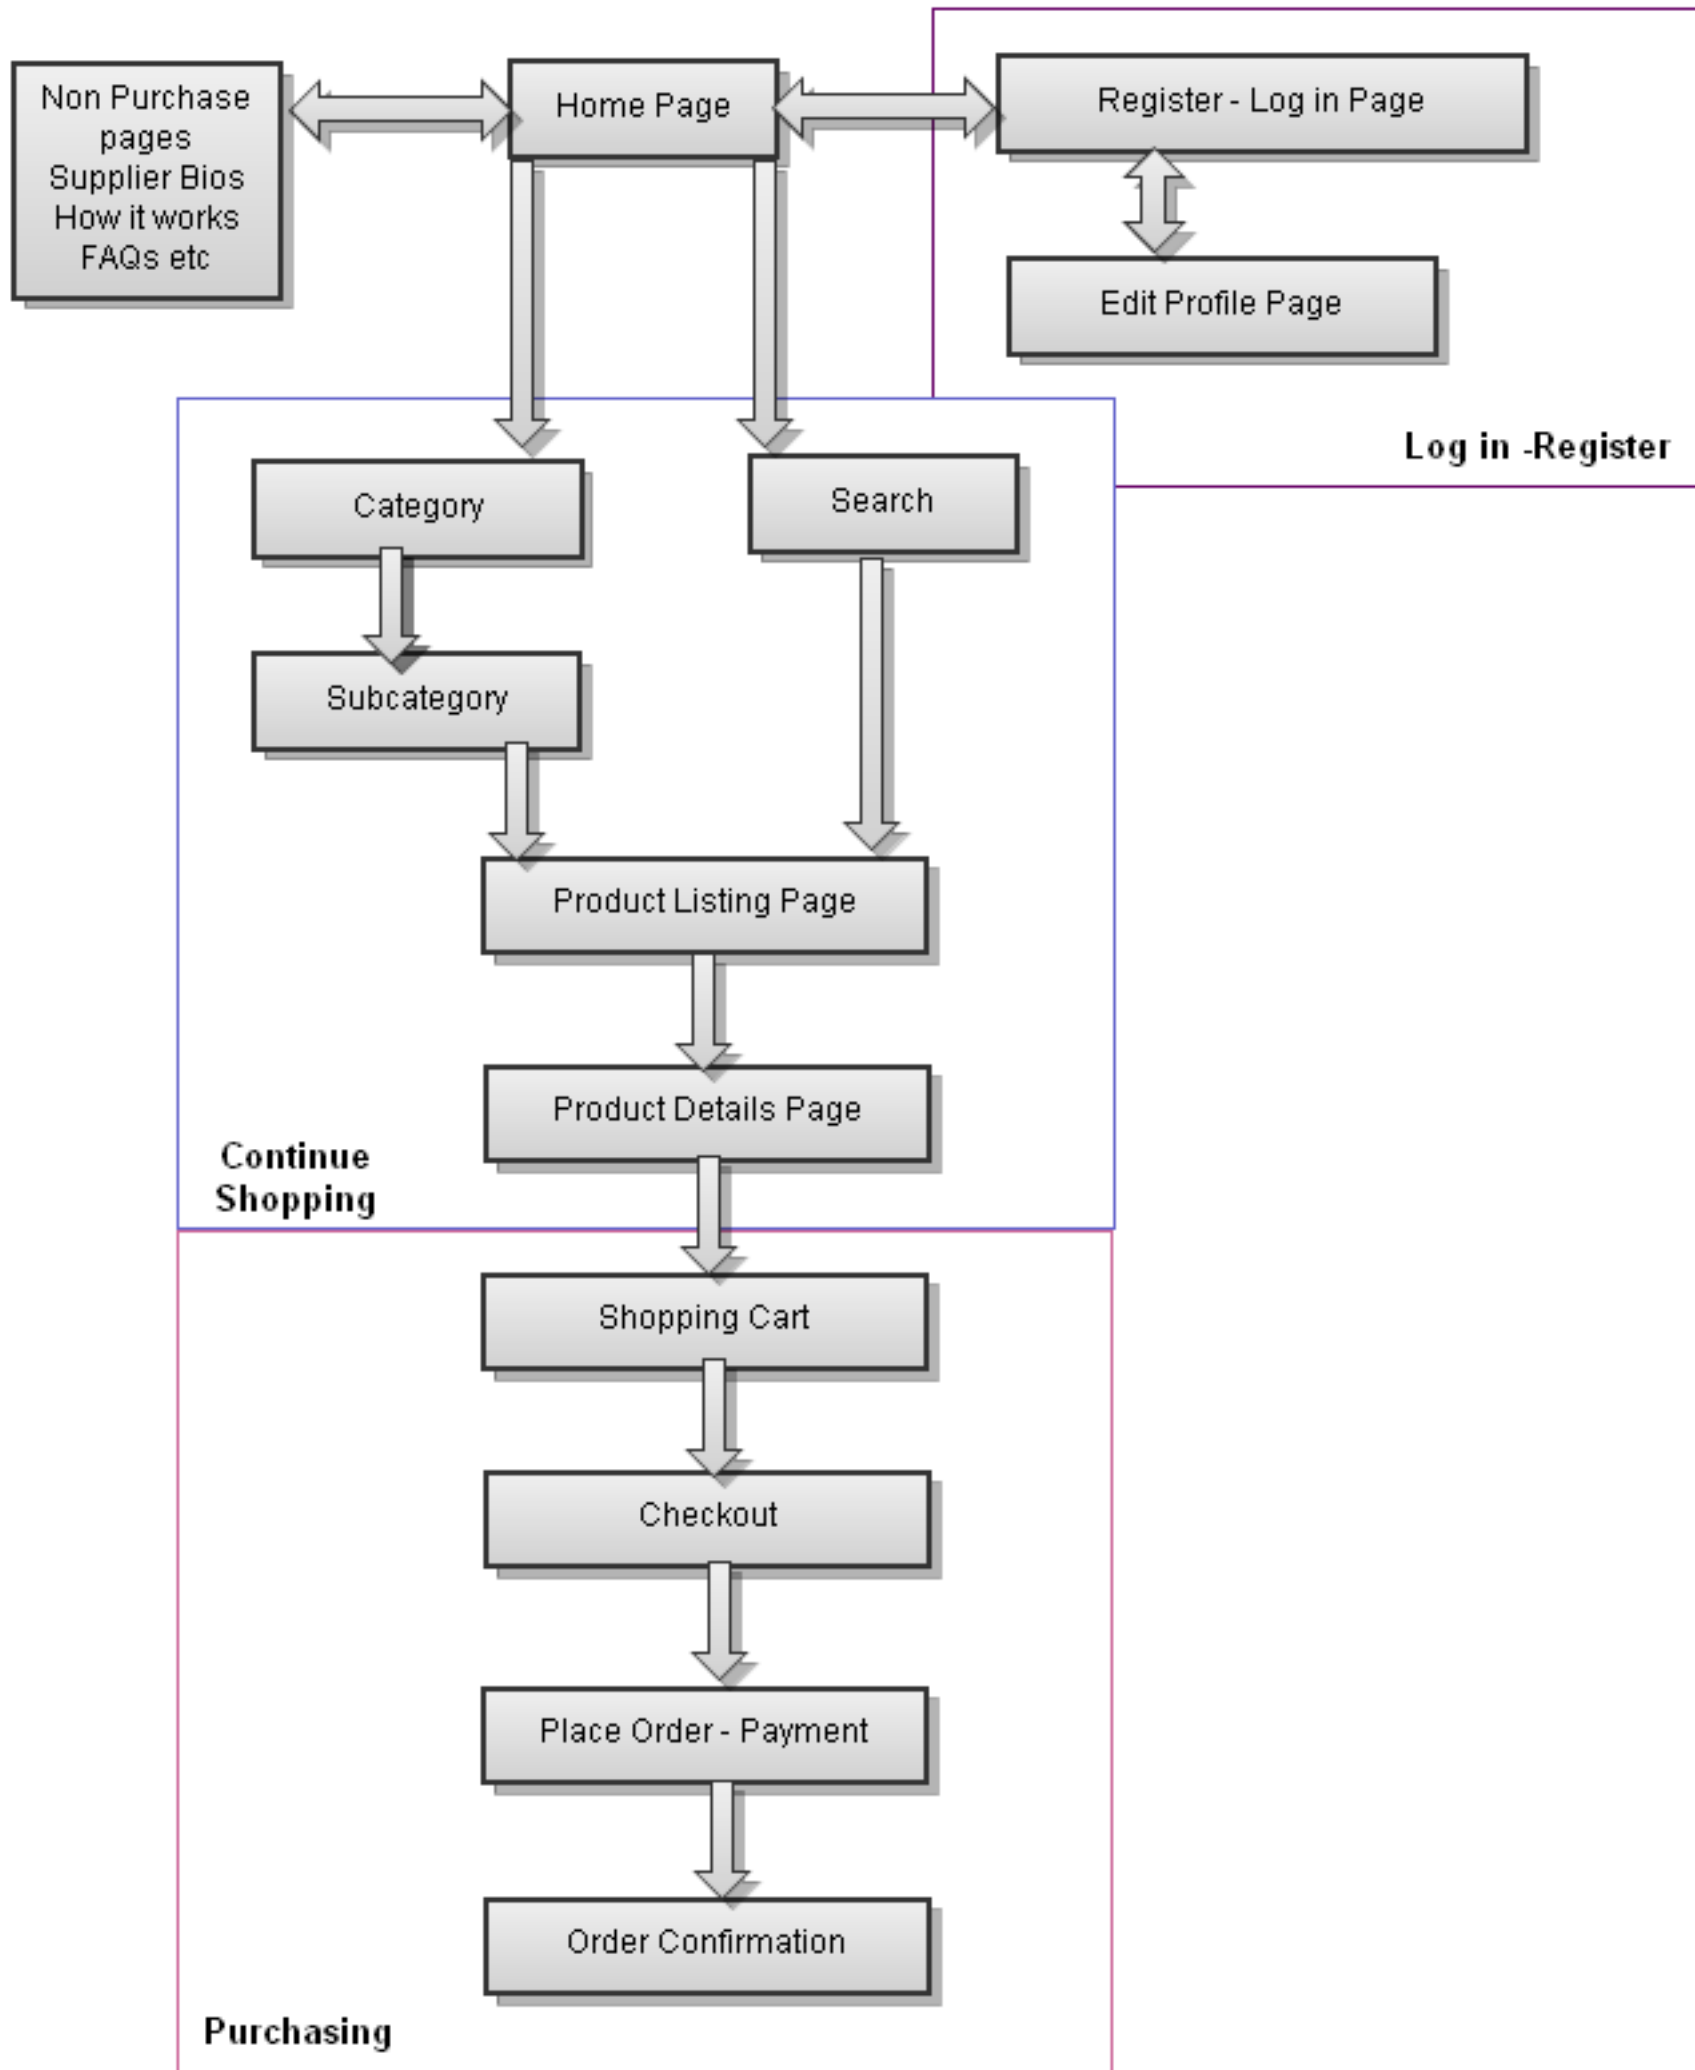 Non Purchase
pages
Supplier Bios
How it works
FAQs etc
Home Page
Register - Log in Page
Edit Profile Page
Log in -Register
Category
Search
Subcategory
Product Listing Page
Product Details Page
Continue
Shopping
Shopping Cart
Checkout
Place Order - Payment
Order Confirmation
Purchasing